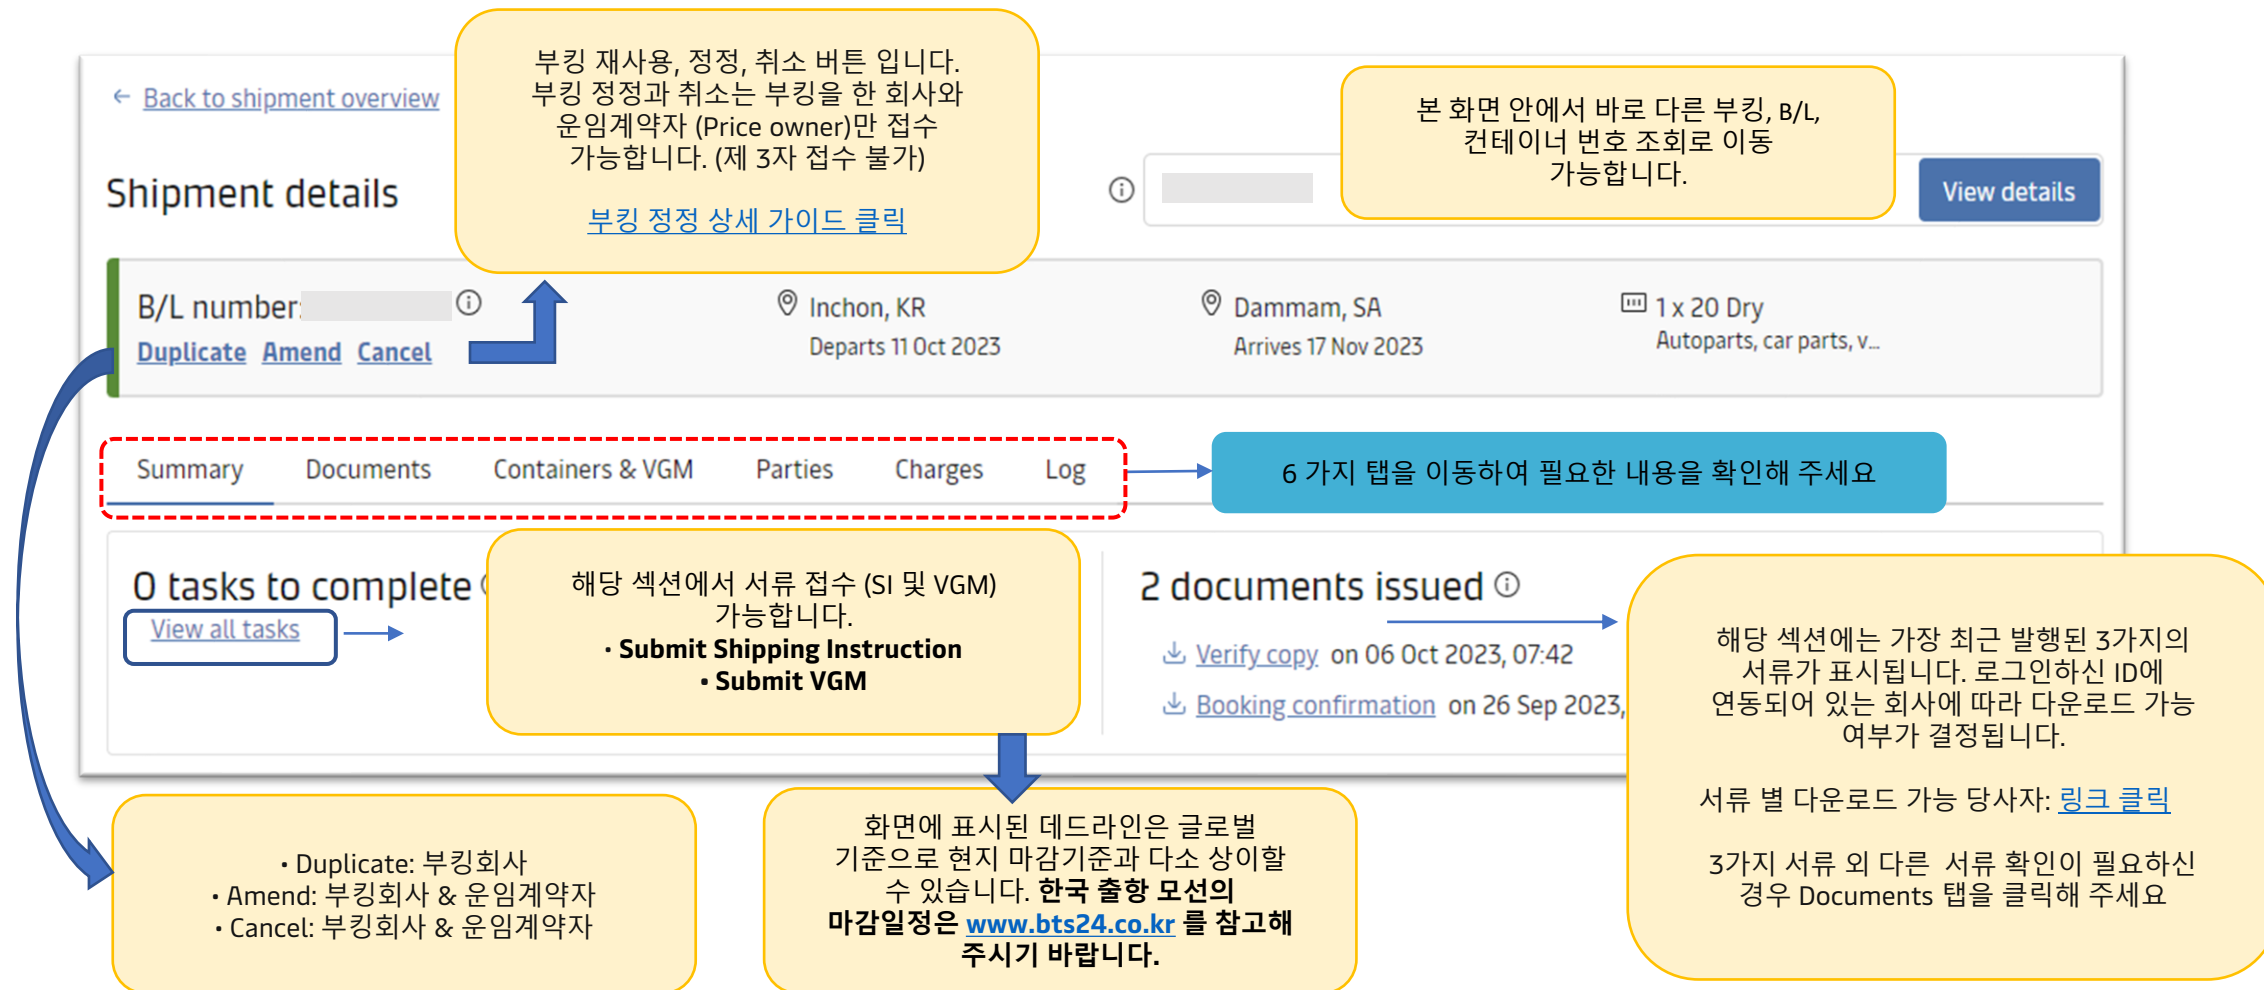 부킹 재사용, 정정, 취소 버튼 입니다.
부킹 정정과 취소는 부킹을 한 회사와
운임계약자 (Price owner)만 접수
가능합니다. (제 3자 접수 불가)
부킹 정정 상세 가이드 클릭
← Back to shipment overview
본 화면 안에서 바로 다른 부킹, B/L,
컨테이너 번호 조회로 이동
가능합니다.
Shipment details
View details
B/L number:
Duplicate Amend Cancel
Inchon, KR
Departs 11 Oct 2023
Dammam, SA
Arrives 17 Nov 2023
1 x 20 Dry
Autoparts, car parts, v...
Summary Documents Containers & VGM Parties Charges Log
6 가지 탭을 이동하여 필요한 내용을 확인해 주세요
0 tasks to complete
View all tasks
해당 섹션에서 서류 접수 (SI 및 VGM)
가능합니다.
• Submit Shipping Instruction
• Submit VGM
2 documents issued
Verify copy on 06 Oct 2023, 07:42
Booking confirmation on 26 Sep 2023,
해당 섹션에는 가장 최근 발행된 3가지의
서류가 표시됩니다. 로그인하신 ID에
연동되어 있는 회사에 따라 다운로드 가능
여부가 결정됩니다.
서류 별 다운로드 가능 당사자: 링크 클릭
3가지 서류 외 다른 서류 확인이 필요하신
경우 Documents 탭을 클릭해 주세요
• Duplicate: 부킹회사
• Amend: 부킹회사 & 운임계약자
• Cancel: 부킹회사 & 운임계약자
화면에 표시된 데드라인은 글로벌
기준으로 현지 마감기준과 다소 상이할
수 있습니다. 한국 출항 모선의
마감일정은 www.bts24.co.kr 를 참고해
주시기 바랍니다.